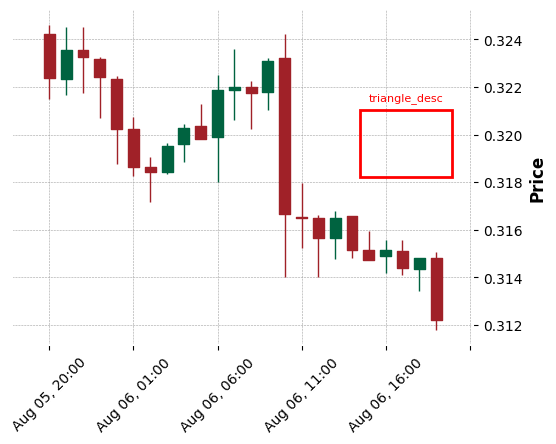 triangle_desc
0.324
0.322
0.320
0.318
0.316
0.314
0.312
Price
Aug 05, 20:00
Aug 06, 01:00
Aug 06, 06:00
Aug 06, 11:00
Aug 06, 16:00